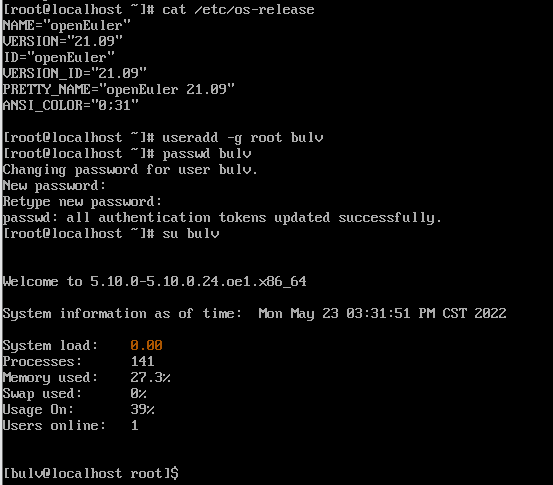 [root@localhost ~]# cat /etc/os-release
NAME="openEuler"
VERSION="21.09"
ID="openEuler"
VERSION_ID="21.09"
PRETTY_NAME="openEuler 21.09"
ANSI_COLOR="0;31"
[root@localhost ~]# useradd -g root bulv
[root@localhost ~]# passwd bulv
Changing password for user bulv.
New password:
Retype new password:
passwd: all authentication tokens updated successfully.
[root@localhost ~]# su bulv
Welcome to 5.10.0-5.10.0.24.oe1.x86_64
System information as of time:  Mon May 23 03:31:51 PM CST 2022
System load:    0.00
Processes:      141
Memory used:    27.3%
Swap used:      0%
Usage On:       39%
Users online:   1
[bulv@localhost root]$